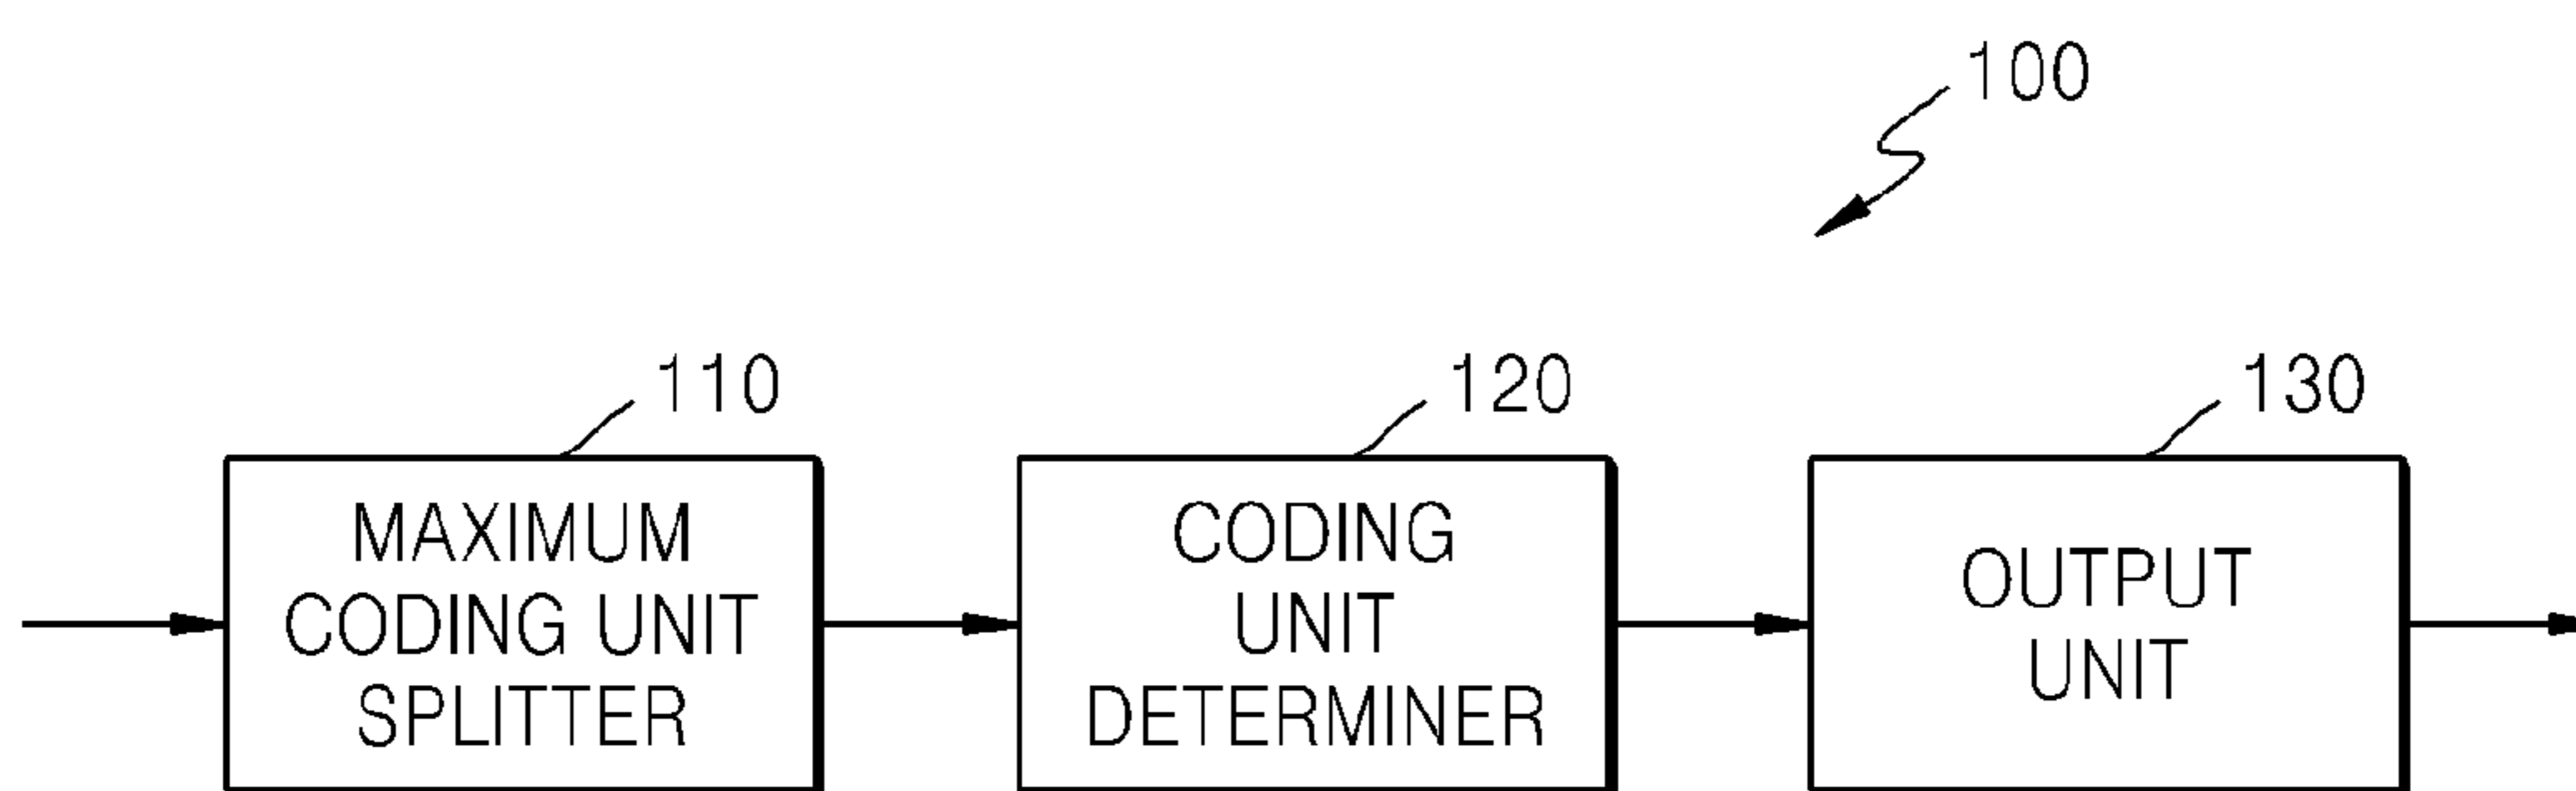 100
110
120
130
MAXIMUM
CODING UNIT
SPLITTER
CODING
UNIT
DETERMINER
OUTPUT
UNIT